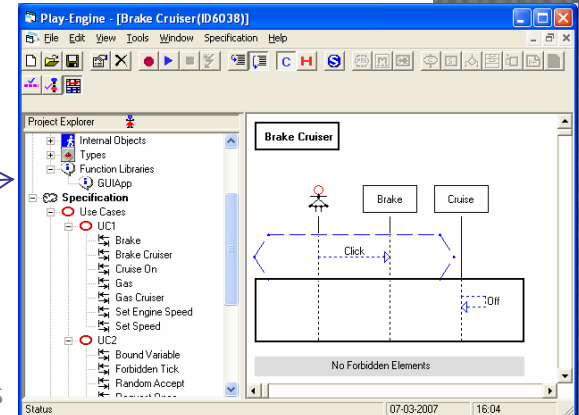 Play-Engine - [Brake Cruiser(ID6038)]
File Edit View Tools Window Specification Help
C H S
Project Explorer
Internal Objects
Types
Function Libraries
GUIApp
Specification
Use Cases
UC1
Brake
Brake Cruiser
Cruise On
Gas
Gas Cruiser
Set Engine Speed
Set Speed
UC2
Bound Variable
Forbidden Tick
Random Accept
Brake Cruiser
Brake Cruise
Click
Off
No Forbidden Elements
s
Status 07-03-2007 16:04